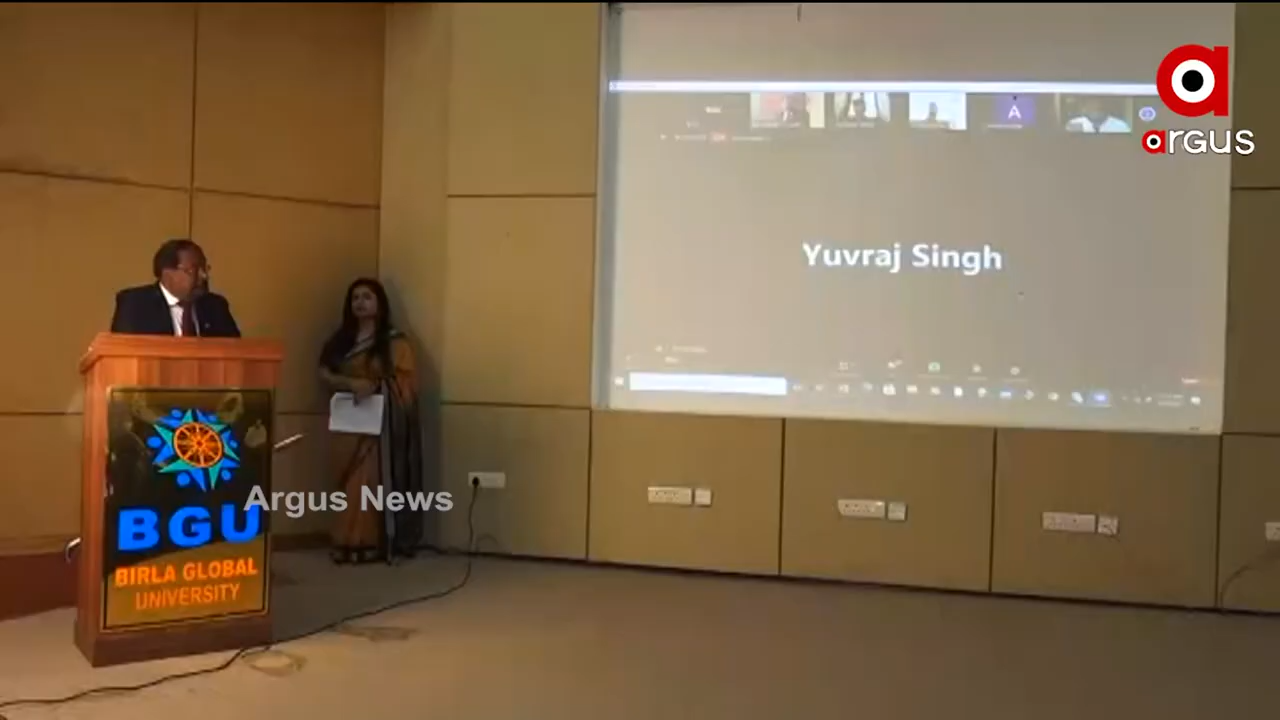 argus
A
Yuvraj Singh
Argus News
BGU
BIRLA GLOBAL
UNIVERSITY